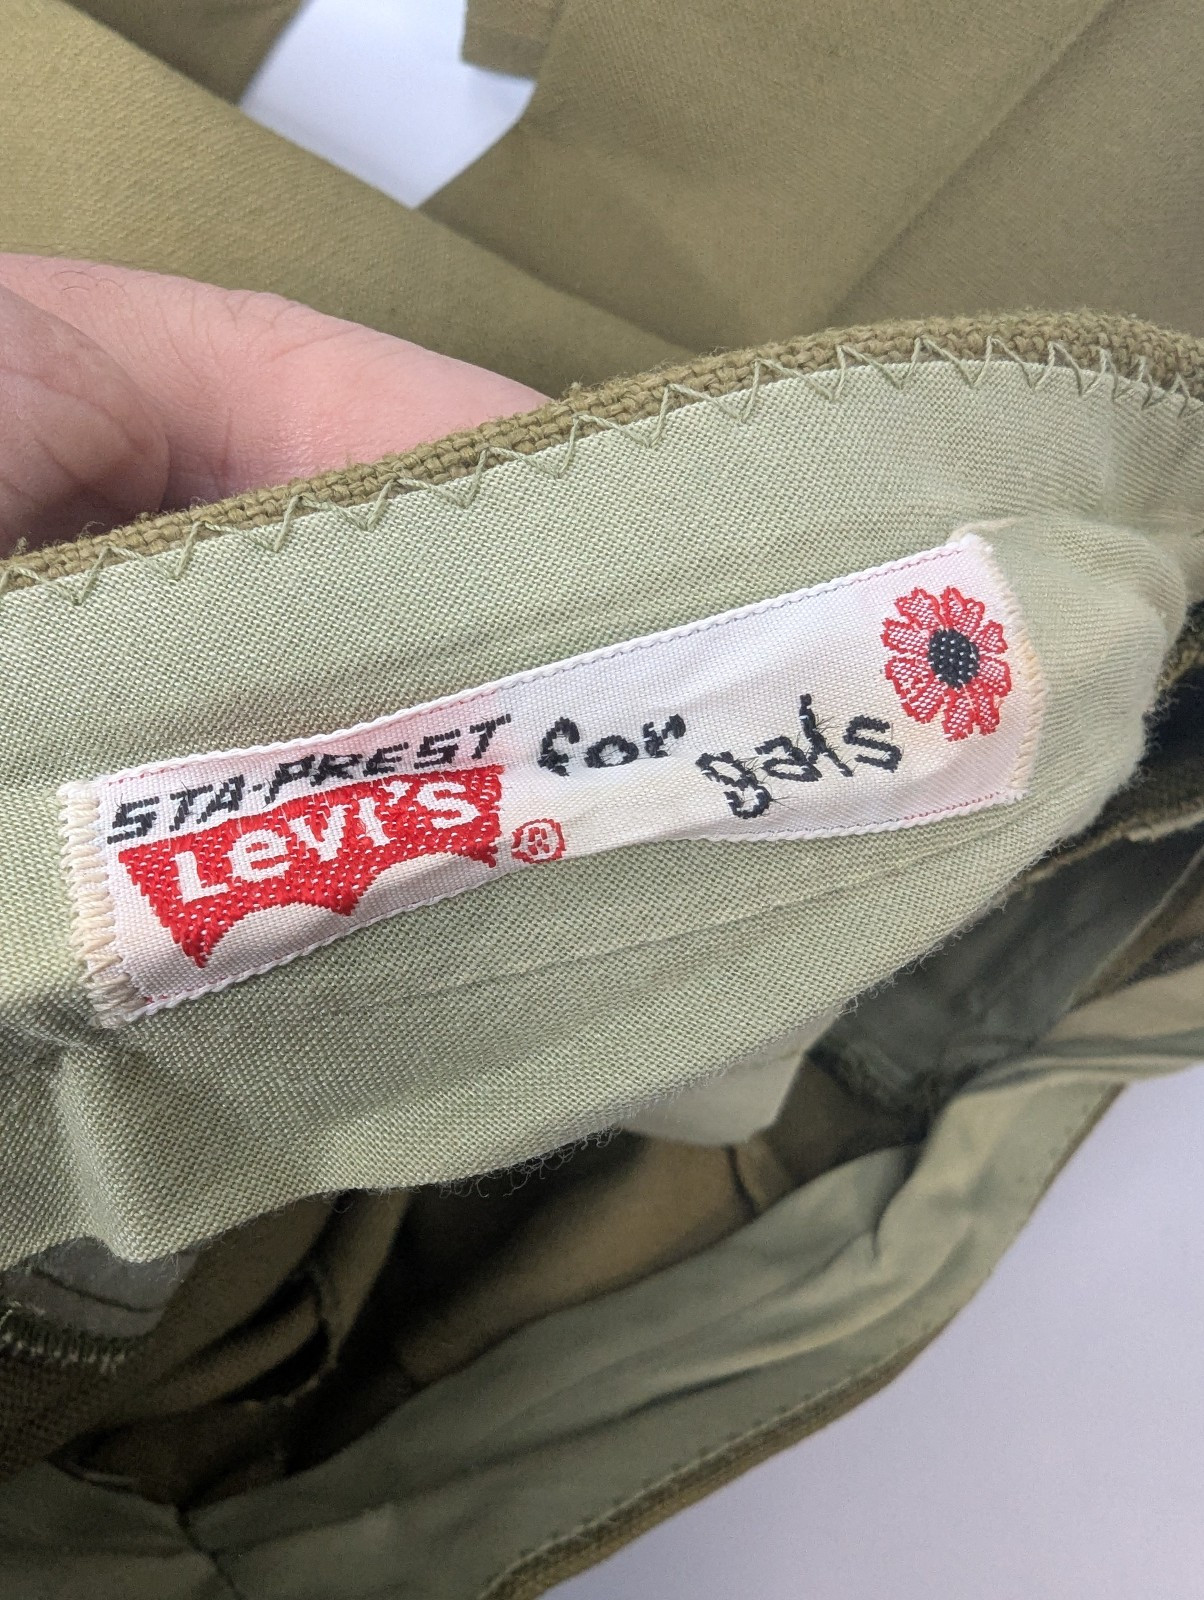 STA-PREST for gals
Levi's ®